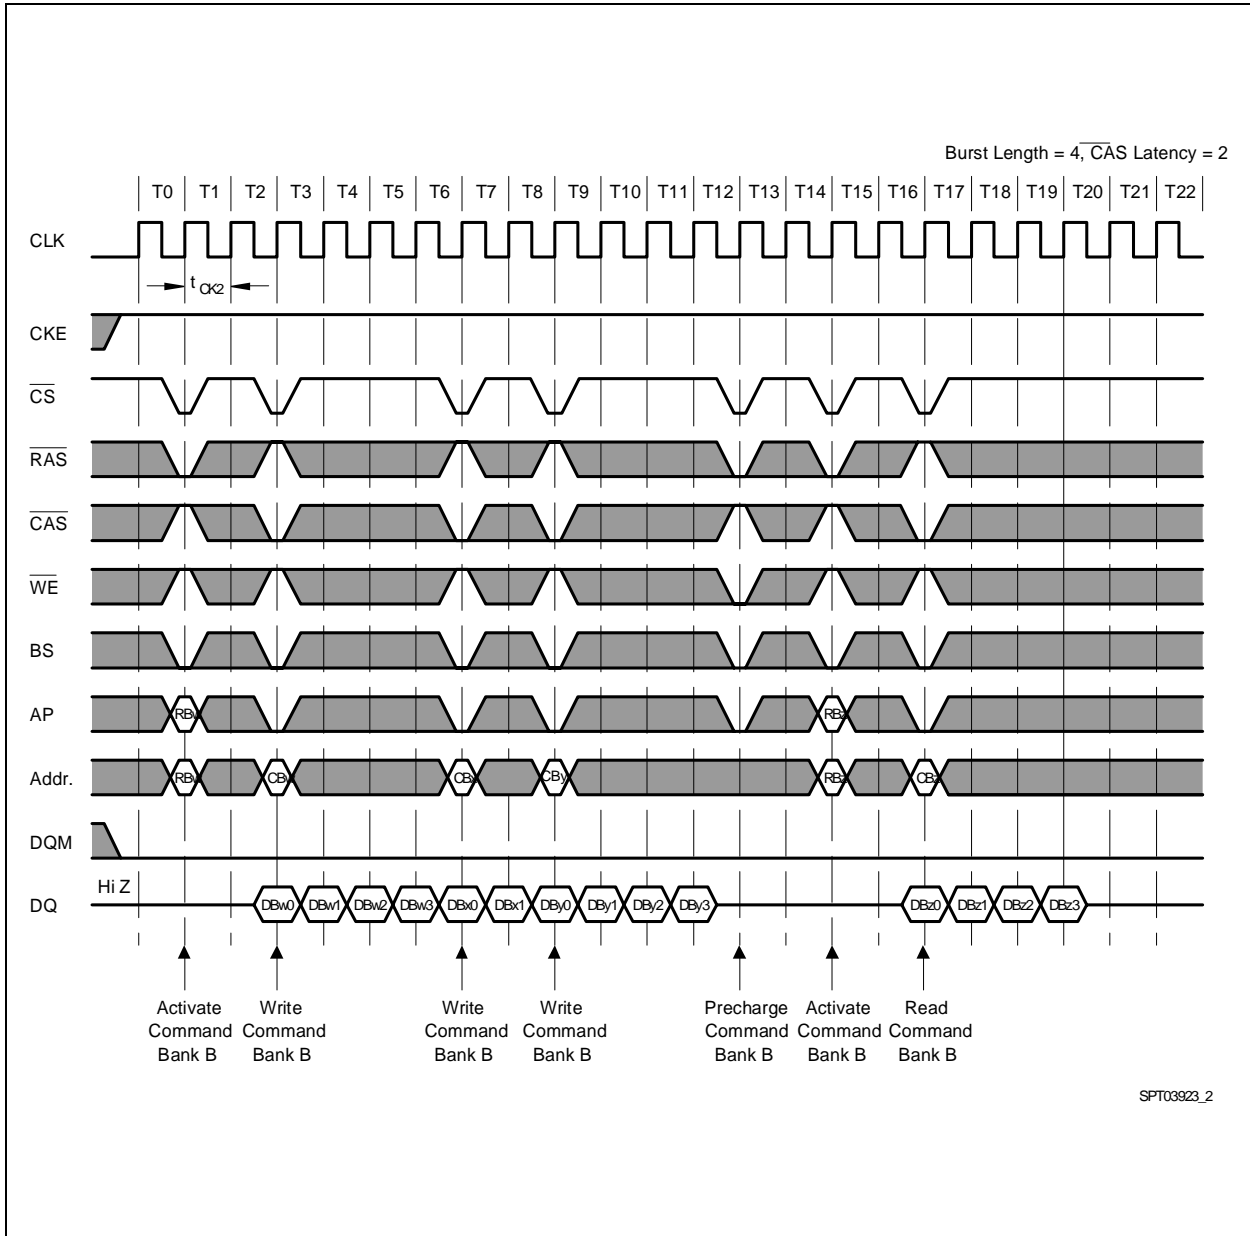 Burst Length = 4, CAS Latency = 2
T0 T1 T2 T3 T4 T5 T6 T7 T8 T9 T10 T11 T12 T13 T14 T15 T16 T17 T18 T19 T20 T21 T22
CLK
t CK2
CKE
CS
RAS
CAS
WE
BS
AP RBz
Addr. CBx CBy RBz CBz
DQM
Hi Z
DQ DBw0 DBw1 DBw2 DBw3 DBx0 DBx1 DBy0 DBy1 DBy2 DBy3 DBz0 DBz1 DBz2 DBz3
Activate Write Write Write Precharge Activate Read
Command Command Command Command Command Command Command
Bank B Bank B Bank B Bank B Bank B Bank B Bank B
SPT03923_2